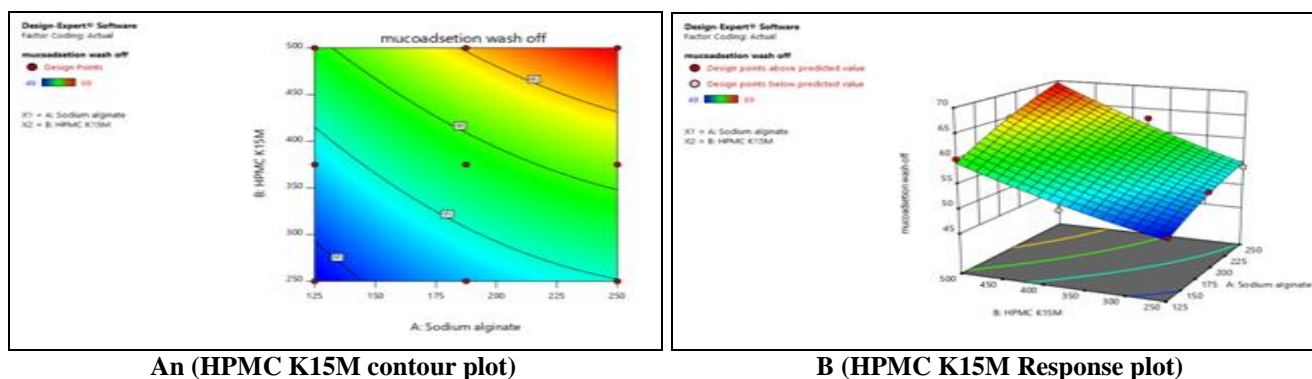 Design-Expert® Software
Factor Coding: Actual
mucoadsetion wash off
Design Points
49 69
X1 = A: Sodium alginate
X2 = B: HPMC K15M
mucoadsetion wash off
B: HPMC K15M
500
450
400
350
300
250
125 150 175 200 225 250
A: Sodium alginate
An (HPMC K15M contour plot)
Design-Expert® Software
Factor Coding: Actual
mucoadsetion wash off
Design points above predicted value
Design points below predicted value
49 69
X1 = A: Sodium alginate
X2 = B: HPMC K15M
mucoadsetion wash off
70
65
60
55
50
45
500 450 400 350 300 250
B: HPMC K15M
125 150 175 200 225 250
A: Sodium alginate
B (HPMC K15M Response plot)